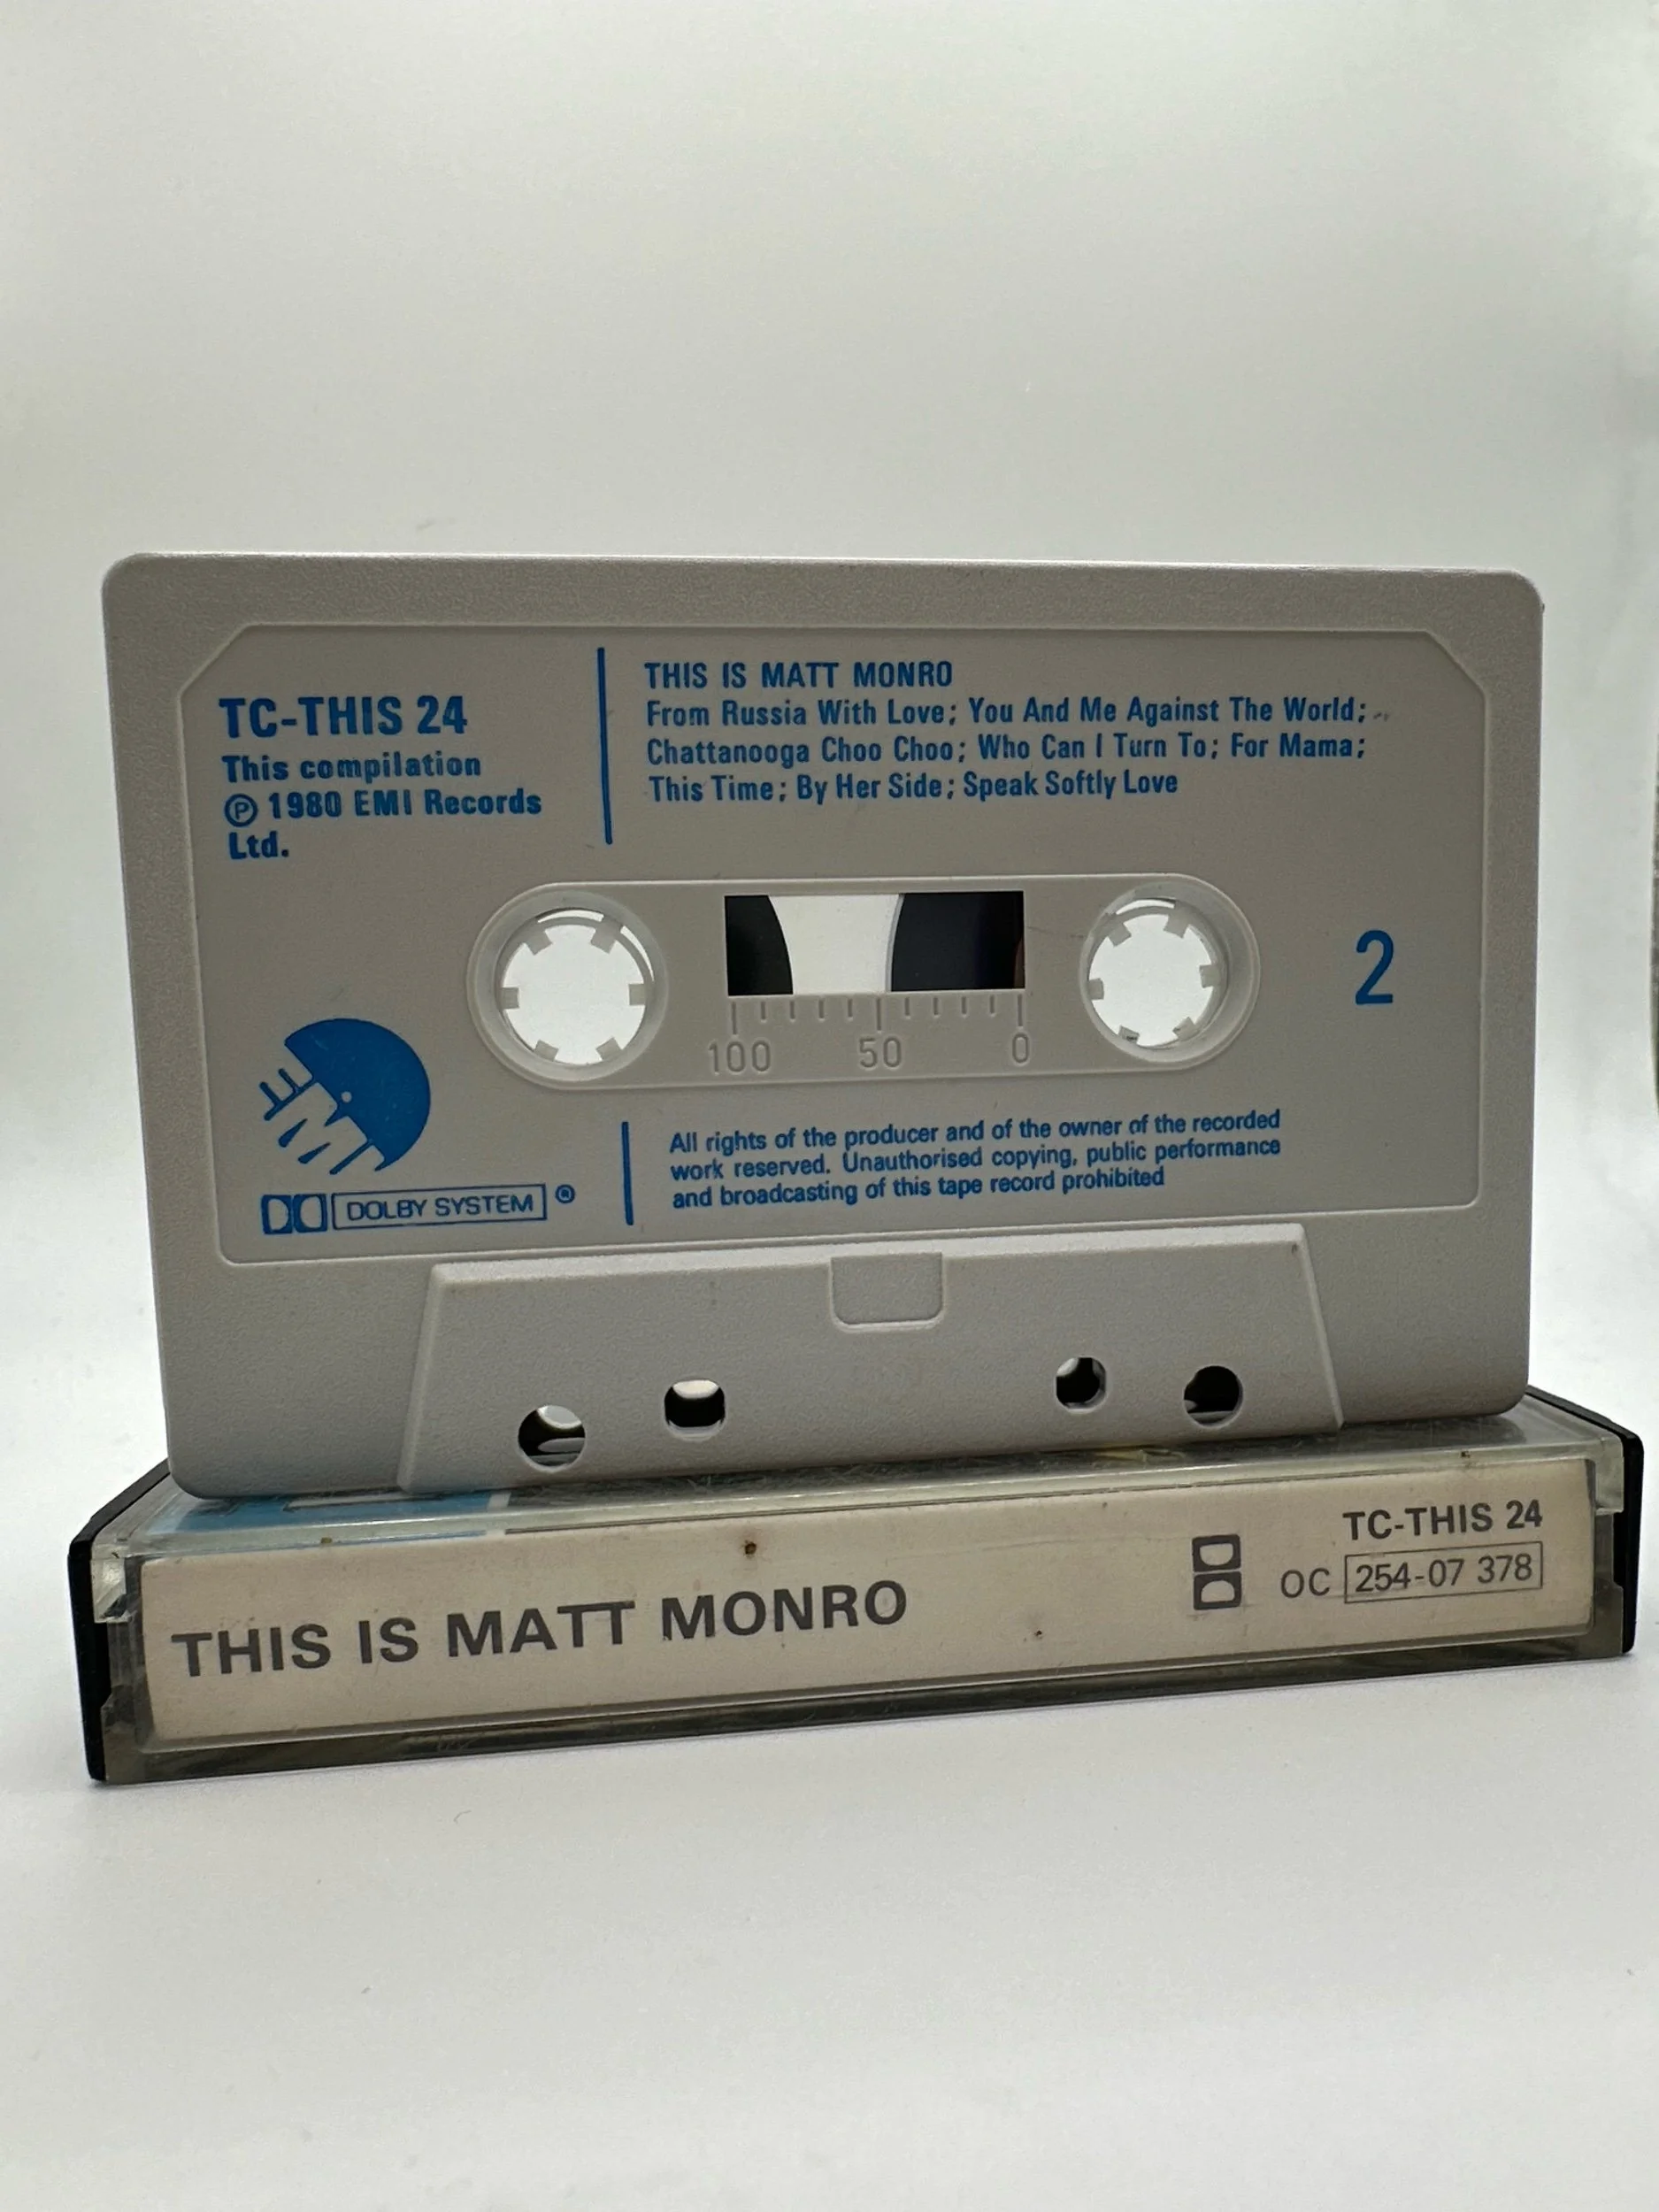 TC-THIS 24
This compilation
Ⓟ 1980 EMI Records
Ltd.
THIS IS MATT MONRO
From Russia With Love; You And Me Against The World;
Chattanooga Choo Choo; Who Can I Turn To; For Mama;
This Time; By Her Side; Speak Softly Love
2
100 50 0
EMI
DOLBY SYSTEM ®
All rights of the producer and of the owner of the recorded
work reserved. Unauthorised copying, public performance
and broadcasting of this tape record prohibited
THIS IS MATT MONRO
TC-THIS 24
OC 254-07 378